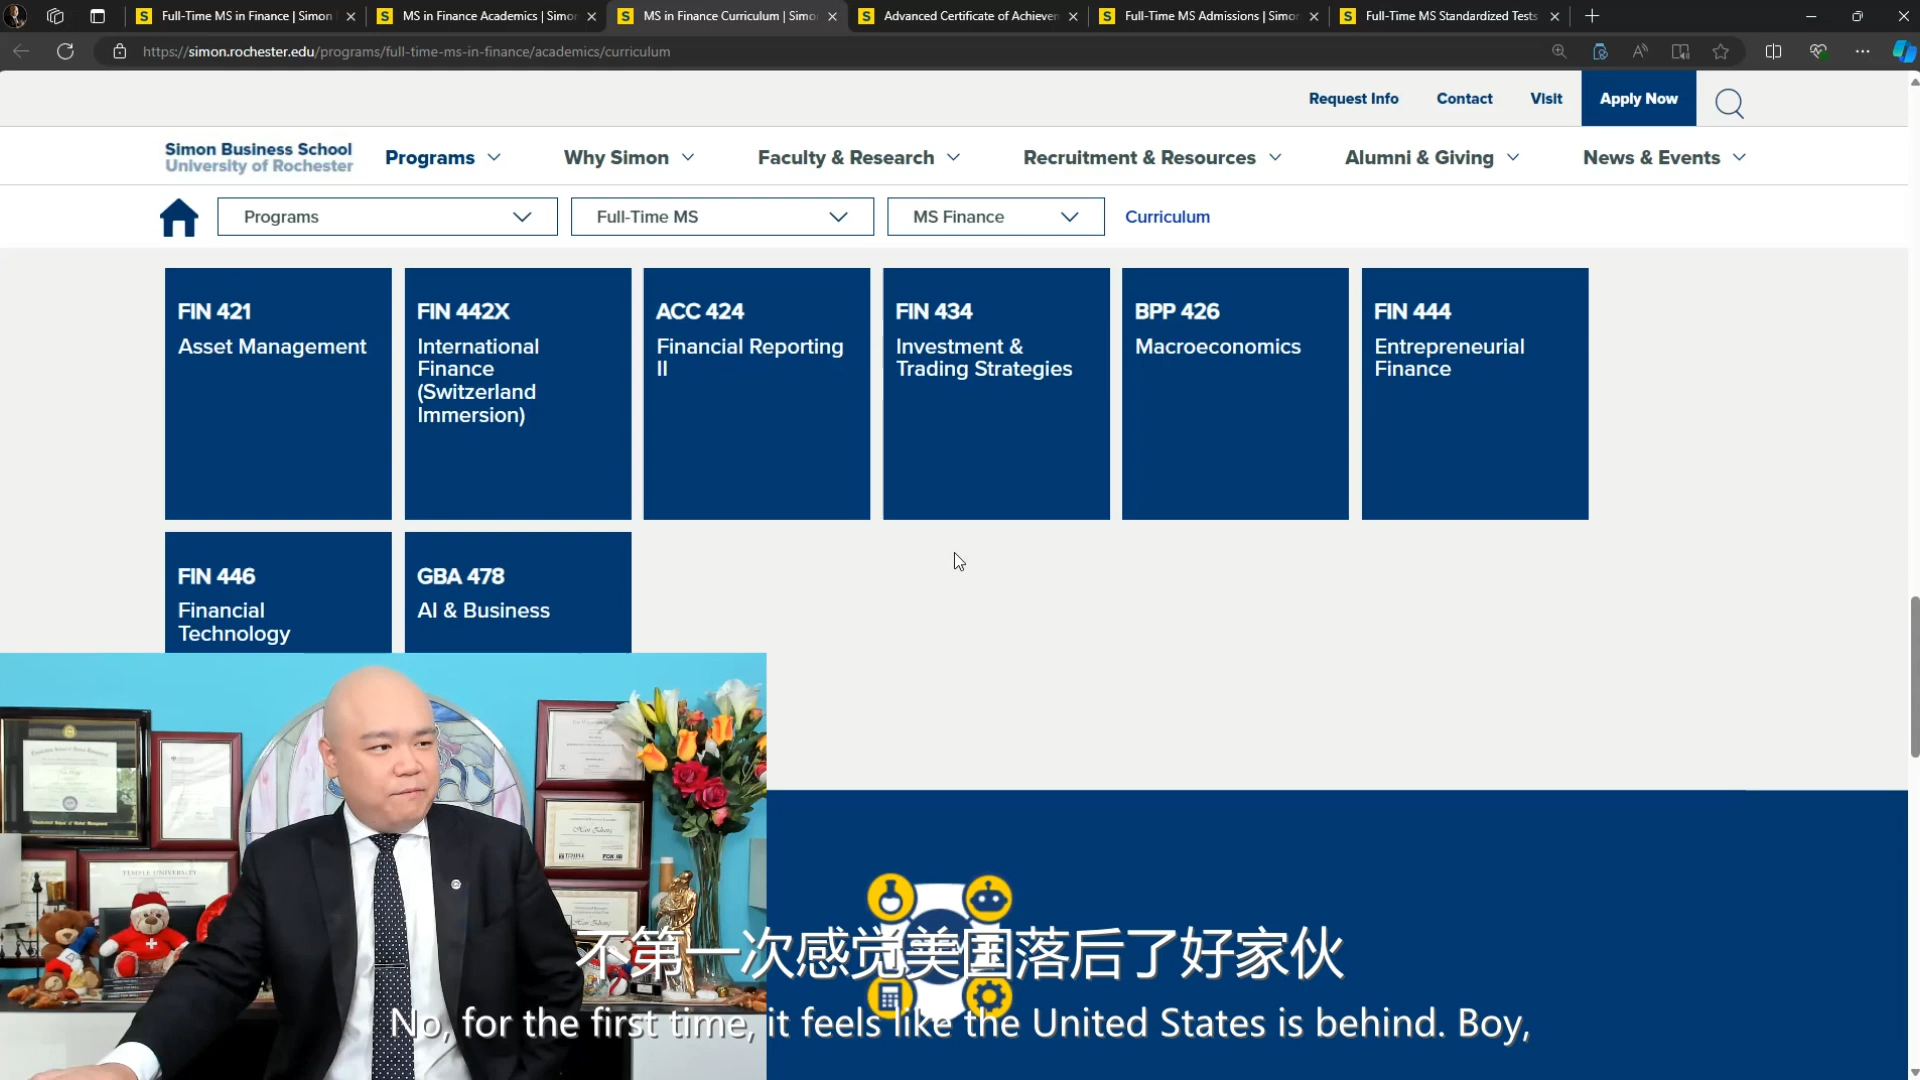 Full-Time MS in Finance | Simon
MS in Finance Academics | Simon
MS in Finance Curriculum | Simo
Advanced Certificate of Achieve
Full-Time MS Admissions | Simon
Full-Time MS Standardized Tests
https://simon.rochester.edu/programs/full-time-ms-in-finance/academics/curriculum
Request Info
Contact
Visit
Apply Now
Simon Business School
University of Rochester
Programs
Why Simon
Faculty & Research
Recruitment & Resources
Alumni & Giving
News & Events
Programs
Full-Time MS
MS Finance
Curriculum
FIN 421
Asset Management
FIN 442X
International
Finance
(Switzerland
Immersion)
ACC 424
Financial Reporting
II
FIN 434
Investment &
Trading Strategies
BPP 426
Macroeconomics
FIN 444
Entrepreneurial
Finance
FIN 446
Financial
Technology
GBA 478
AI & Business
TEMPLE UNIVERSITY
TEMPLE
FOX
不第一次感觉美国落后了好家伙
No, for the first time, it feels like the United States is behind. Boy,